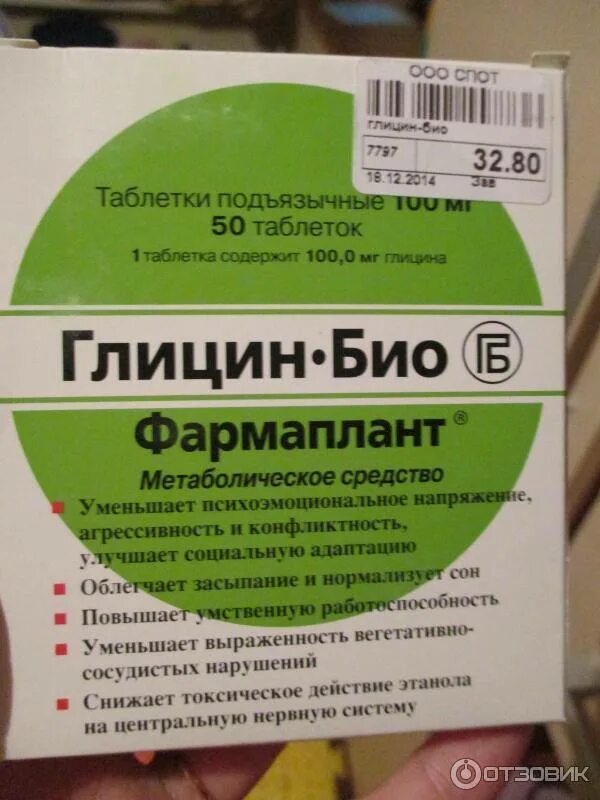 ООО СПОТ
глицин-био
7797
32.80
18.12.2014
Зав
Таблетки подъязычные 100 мг
50 таблеток
1 таблетка содержит 100,0 мг глицина
Глицин•Био ГБ
Фармаплант®
Метаболическое средство
Уменьшает психоэмоциональное напряжение,
агрессивность и конфликтность,
улучшает социальную адаптацию
Облегчает засыпание и нормализует сон
Повышает умственную работоспособность
Уменьшает выраженность вегетативно-
сосудистых нарушений
Снижает токсическое действие этанола
на центральную нервную систему
ОТЗОВИК